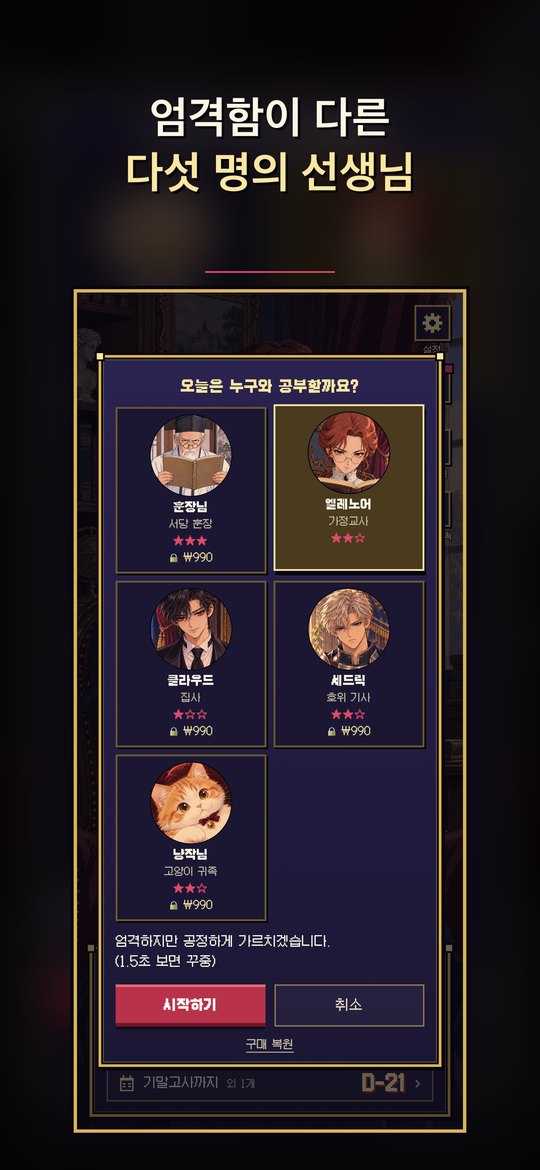 엄격함이 다른
다섯 명의 선생님
설정
오늘은 누구와 공부할까요?
훈장님
서당 훈장
★★★
₩990
엘레노어
가정교사
★★☆
클라우드
집사
★☆☆
₩990
세드릭
호위 기사
★★☆
₩990
냥작님
고양이 귀족
★★☆
₩990
엄격하지만 공정하게 가르치겠습니다.
(1.5초 보면 꾸중)
시작하기
취소
구매 복원
기말고사까지 외 1개
D-21